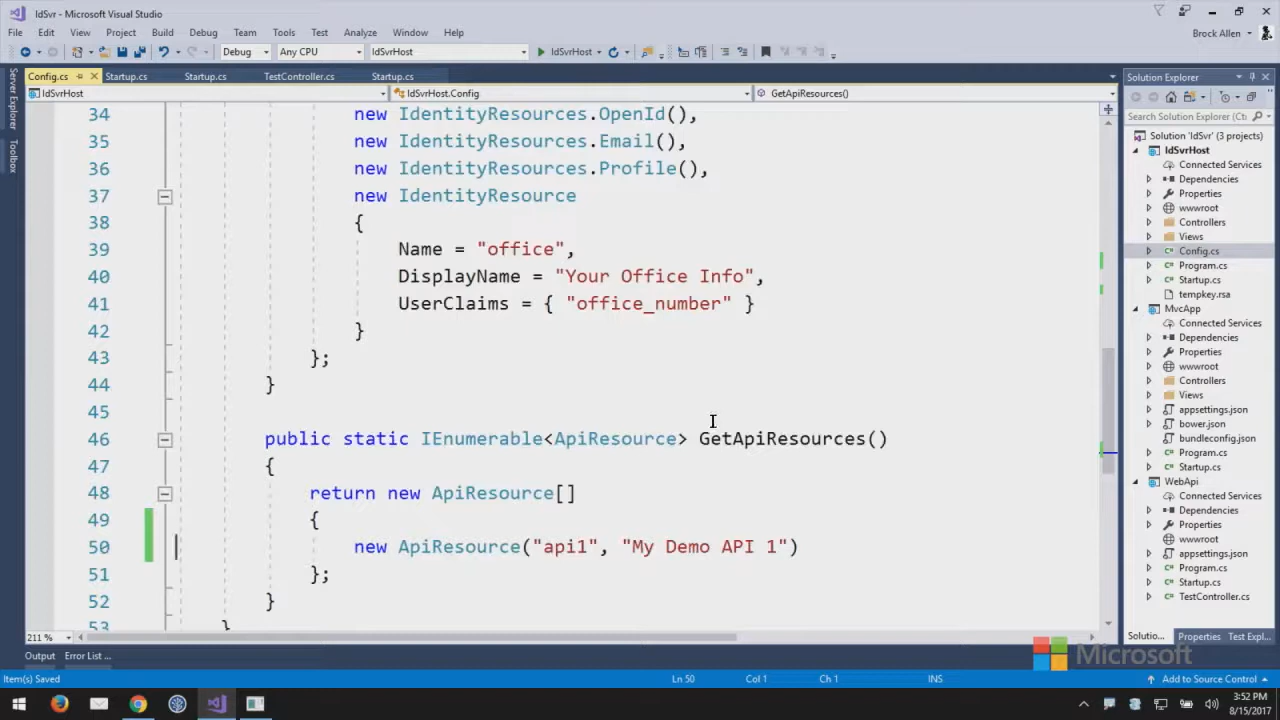 IdSvr - Microsoft Visual Studio
File Edit View Project Build Debug Team Tools Test Analyze Window Help
Brock Allen
Debug Any CPU IdSvrHost IdSvrHost
Server Explorer
Toolbox
Config.cs Startup.cs Startup.cs TestController.cs Startup.cs
IdSvrHost IdSvrHost.Config GetApiResources()
34 new IdentityResources.OpenId(),
35 new IdentityResources.Email(),
36 new IdentityResources.Profile(),
37 new IdentityResource
38 {
39 Name = "office",
40 DisplayName = "Your Office Info",
41 UserClaims = { "office_number" }
42 }
43 };
44 }
45
46 public static IEnumerable<ApiResource> GetApiResources()
47 {
48 return new ApiResource[]
49 {
50 new ApiResource("api1", "My Demo API 1")
51 };
52 }
53 }
211 %
Solution Explorer
Search Solution Explorer (Ctrl+
Solution 'IdSvr' (3 projects)
IdSvrHost
Connected Services
Dependencies
Properties
wwwroot
Controllers
Views
Config.cs
Program.cs
Startup.cs
tempkey.rsa
MvcApp
Connected Services
Dependencies
Properties
wwwroot
Controllers
Views
appsettings.json
bower.json
bundleconfig.json
Program.cs
Startup.cs
WebApi
Connected Services
Dependencies
Properties
wwwroot
appsettings.json
Program.cs
Startup.cs
TestController.cs
Solutio... Properties Test Expl...
Microsoft
Output Error List ...
Item(s) Saved Ln 50 Col 1 Ch 1 INS Add to Source Control
3:52 PM
8/15/2017